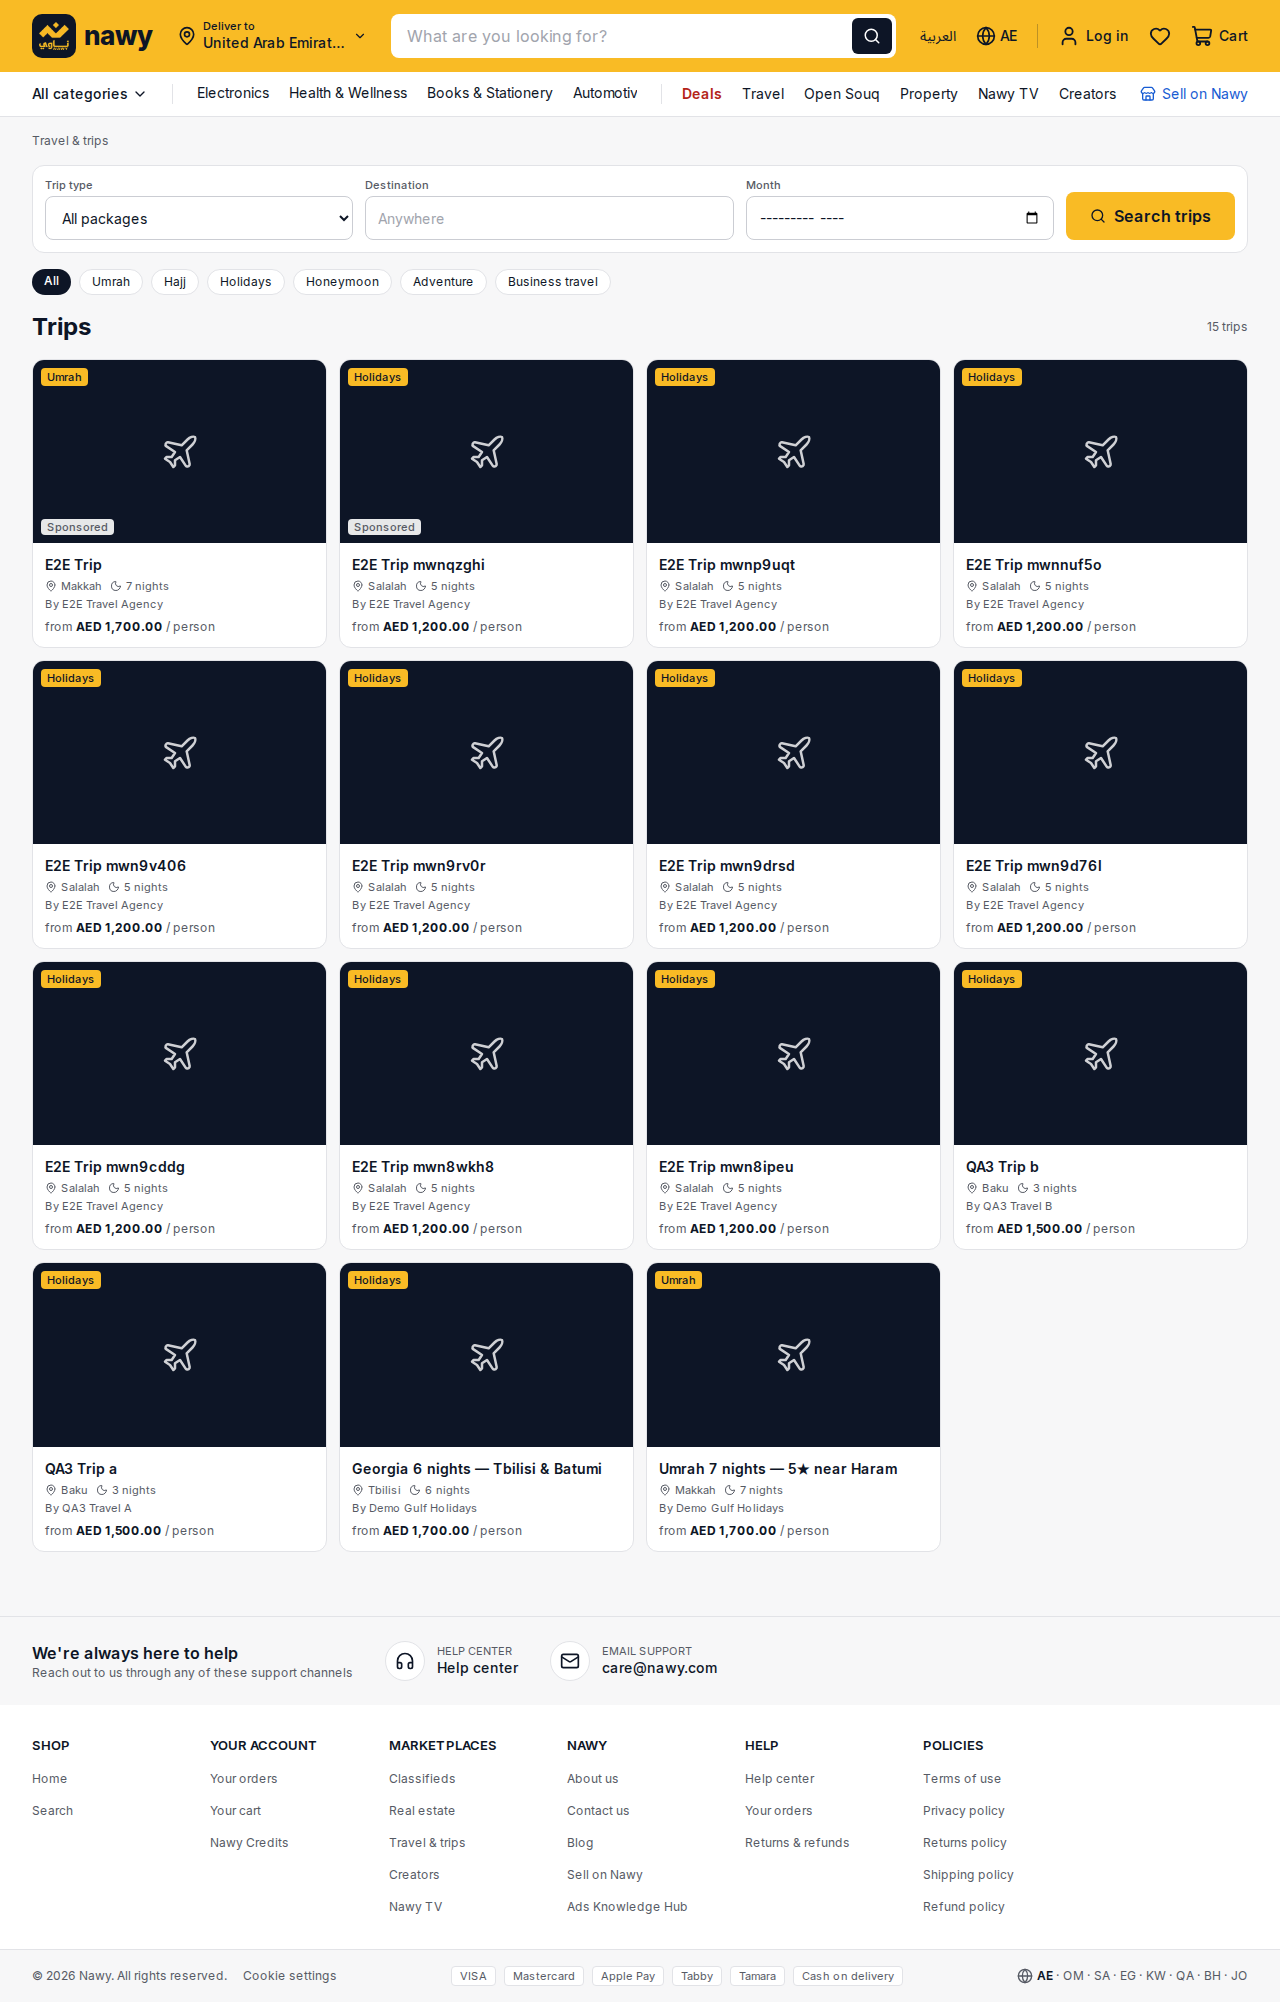 نـــاوي
NAWY
nawy
Deliver to
United Arab Emirat...
What are you looking for?
العربية
AE
Log in
Cart
All categories
Electronics
Health & Wellness
Books & Stationery
Automotiv
Deals
Travel
Open Souq
Property
Nawy TV
Creators
Sell on Nawy
Travel & trips
Trip type
Destination
Month
All packages
Anywhere
--------- ----
Search trips
All
Umrah
Hajj
Holidays
Honeymoon
Adventure
Business travel
Trips
15 trips
Umrah
Sponsored
E2E Trip
Makkah 7 nights
By E2E Travel Agency
from AED 1,700.00 / person
Holidays
Sponsored
E2E Trip mwnqzghi
Salalah 5 nights
By E2E Travel Agency
from AED 1,200.00 / person
Holidays
E2E Trip mwnp9uqt
Salalah 5 nights
By E2E Travel Agency
from AED 1,200.00 / person
Holidays
E2E Trip mwnnuf5o
Salalah 5 nights
By E2E Travel Agency
from AED 1,200.00 / person
Holidays
E2E Trip mwn9v406
Salalah 5 nights
By E2E Travel Agency
from AED 1,200.00 / person
Holidays
E2E Trip mwn9rv0r
Salalah 5 nights
By E2E Travel Agency
from AED 1,200.00 / person
Holidays
E2E Trip mwn9drsd
Salalah 5 nights
By E2E Travel Agency
from AED 1,200.00 / person
Holidays
E2E Trip mwn9d76l
Salalah 5 nights
By E2E Travel Agency
from AED 1,200.00 / person
Holidays
E2E Trip mwn9cddg
Salalah 5 nights
By E2E Travel Agency
from AED 1,200.00 / person
Holidays
E2E Trip mwn8wkh8
Salalah 5 nights
By E2E Travel Agency
from AED 1,200.00 / person
Holidays
E2E Trip mwn8ipeu
Salalah 5 nights
By E2E Travel Agency
from AED 1,200.00 / person
Holidays
QA3 Trip b
Baku 3 nights
By QA3 Travel B
from AED 1,500.00 / person
Holidays
QA3 Trip a
Baku 3 nights
By QA3 Travel A
from AED 1,500.00 / person
Holidays
Georgia 6 nights — Tbilisi & Batumi
Tbilisi 6 nights
By Demo Gulf Holidays
from AED 1,700.00 / person
Umrah
Umrah 7 nights — 5★ near Haram
Makkah 7 nights
By Demo Gulf Holidays
from AED 1,700.00 / person
We're always here to help
Reach out to us through any of these support channels
HELP CENTER
Help center
EMAIL SUPPORT
care@nawy.com
SHOP
Home
Search
YOUR ACCOUNT
Your orders
Your cart
Nawy Credits
MARKETPLACES
Classifieds
Real estate
Travel & trips
Creators
Nawy TV
NAWY
About us
Contact us
Blog
Sell on Nawy
Ads Knowledge Hub
HELP
Help center
Your orders
Returns & refunds
POLICIES
Terms of use
Privacy policy
Returns policy
Shipping policy
Refund policy
© 2026 Nawy. All rights reserved.
Cookie settings
VISA
Mastercard
Apple Pay
Tabby
Tamara
Cash on delivery
AE · OM · SA · EG · KW · QA · BH · JO